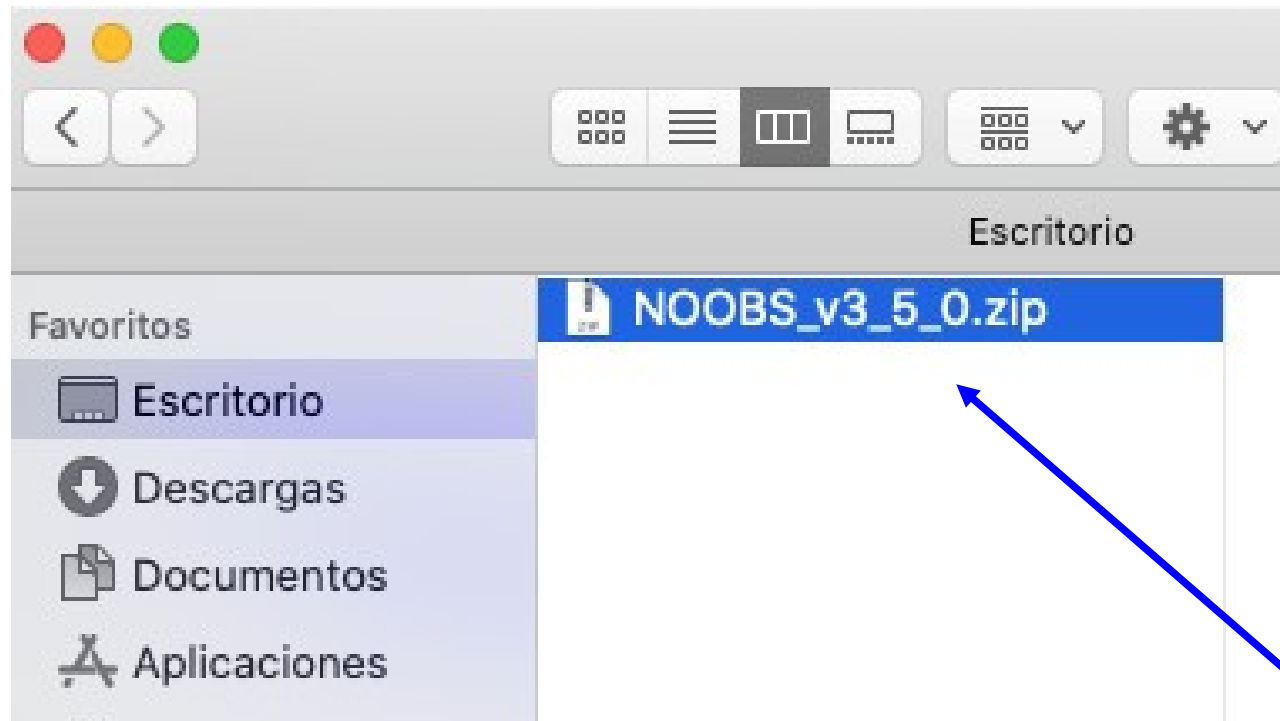 Escritorio
Favoritos
NOOBS_v3_5_0.zip
Escritorio
Descargas
Documentos
Aplicaciones